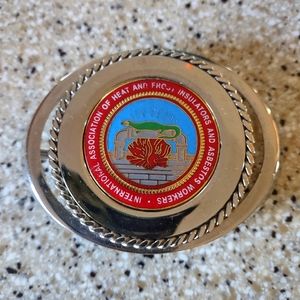 INTERNATIONAL ASSOCIATION OF HEAT AND FROST INSULATORS AND ASBESTOS WORKERS